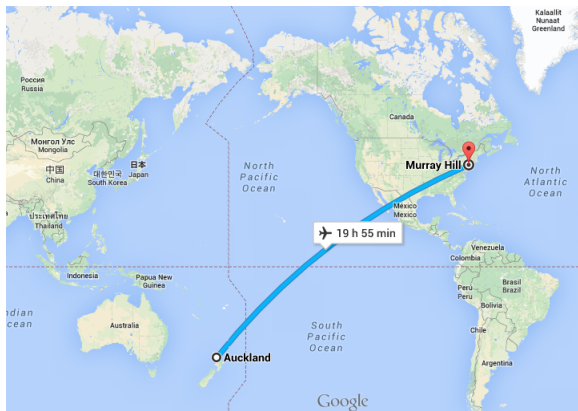 Kalaallit
Nunaat
Greenland
Россия
Russia
Canada
Монгол Улс
Mongolia
Murray Hill
日本
Japan
中国
China
대한민국
South Korea
North
Pacific
Ocean
North
Atlantic
Ocean
México
Mexico
ประเทศไทย
Thailand
19 h 55 min
Venezuela
Colombia
Indonesia
Papua New
Guinea
Perú
Peru
Brasil
Brazil
Bolivia
ndian
cean
Australia
South
Pacific
Ocean
Chile
Auckland
Argentina
Google